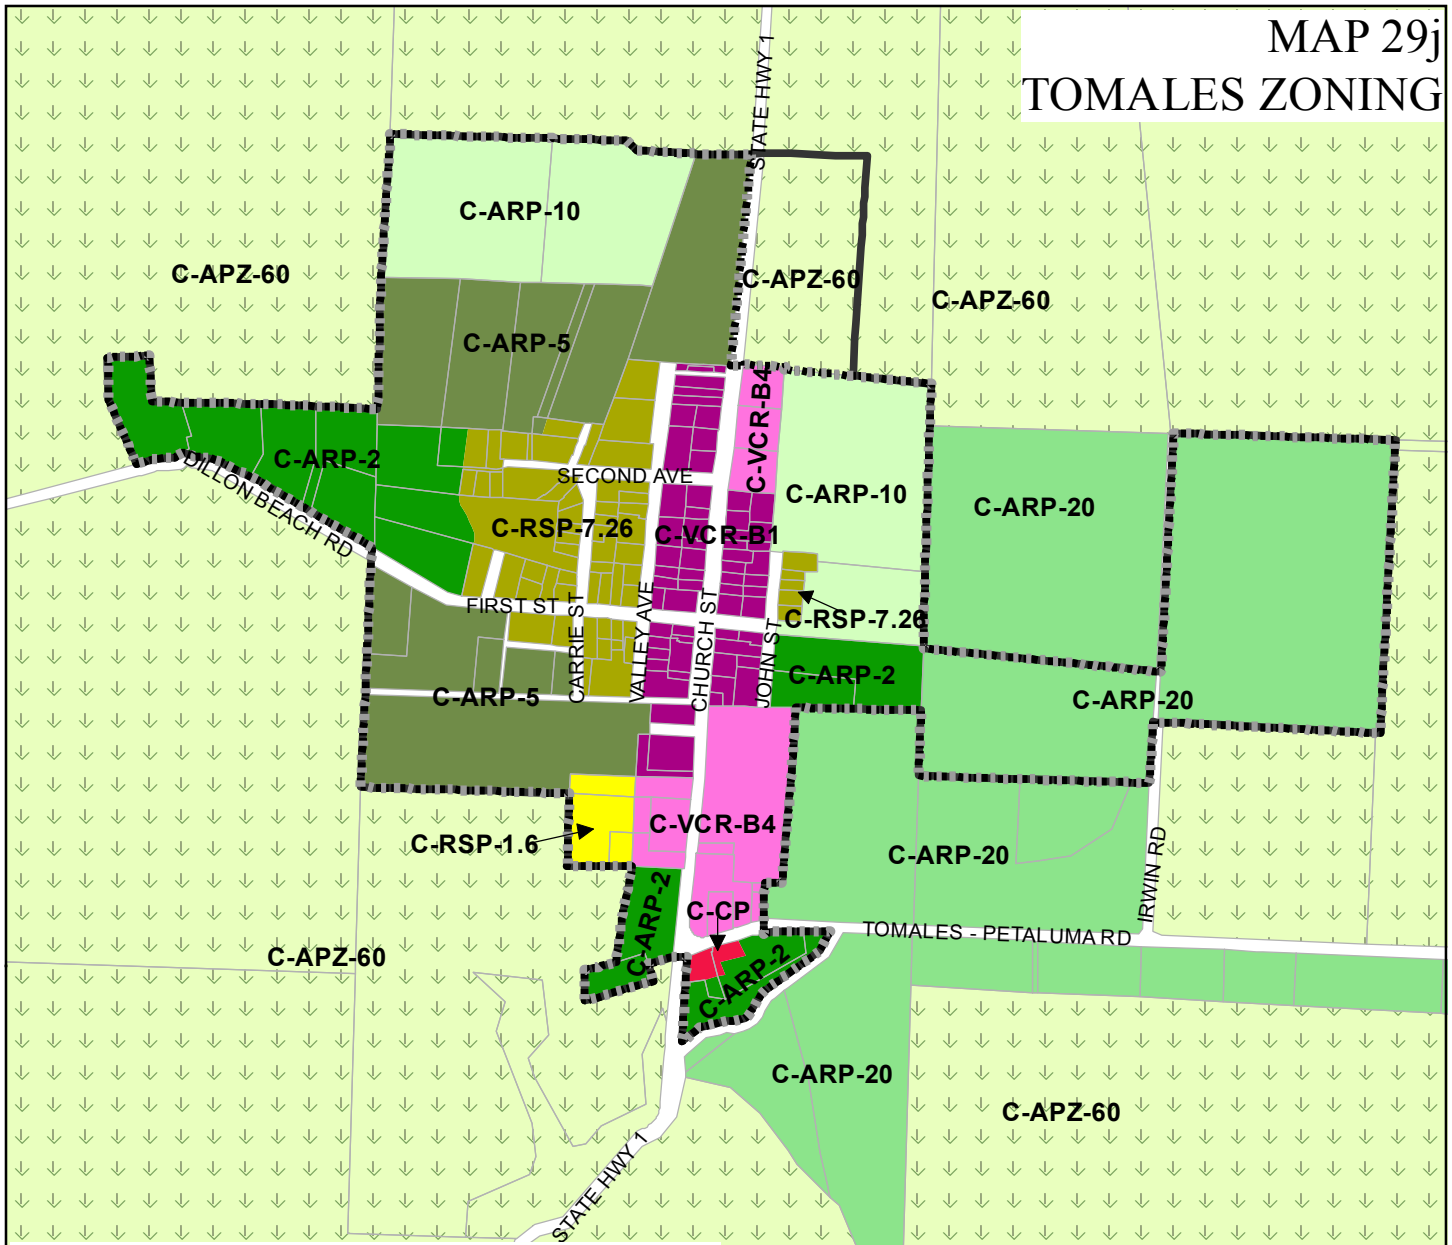 MAP 29j
TOMALES ZONING
STATE HWY 1
C-ARP-10
C-APZ-60
C-APZ-60
C-APZ-60
C-ARP-5
C-VCR-B4
C-ARP-2
DILLON BEACH RD
SECOND AVE
C-ARP-10
C-ARP-20
C-RSP-7.26
C-VCR-B1
FIRST ST
CARRIE ST
VALLEY AVE
CHURCH ST
JOHN ST
C-RSP-7.26
C-ARP-2
C-ARP-5
C-ARP-20
C-RSP-1.6
C-VCR-B4
C-ARP-20
IRWIN RD
C-ARP-2
C-CP
TOMALES - PETALUMA RD
C-APZ-60
C-ARP-2
C-ARP-20
C-APZ-60
STATE HWY 1